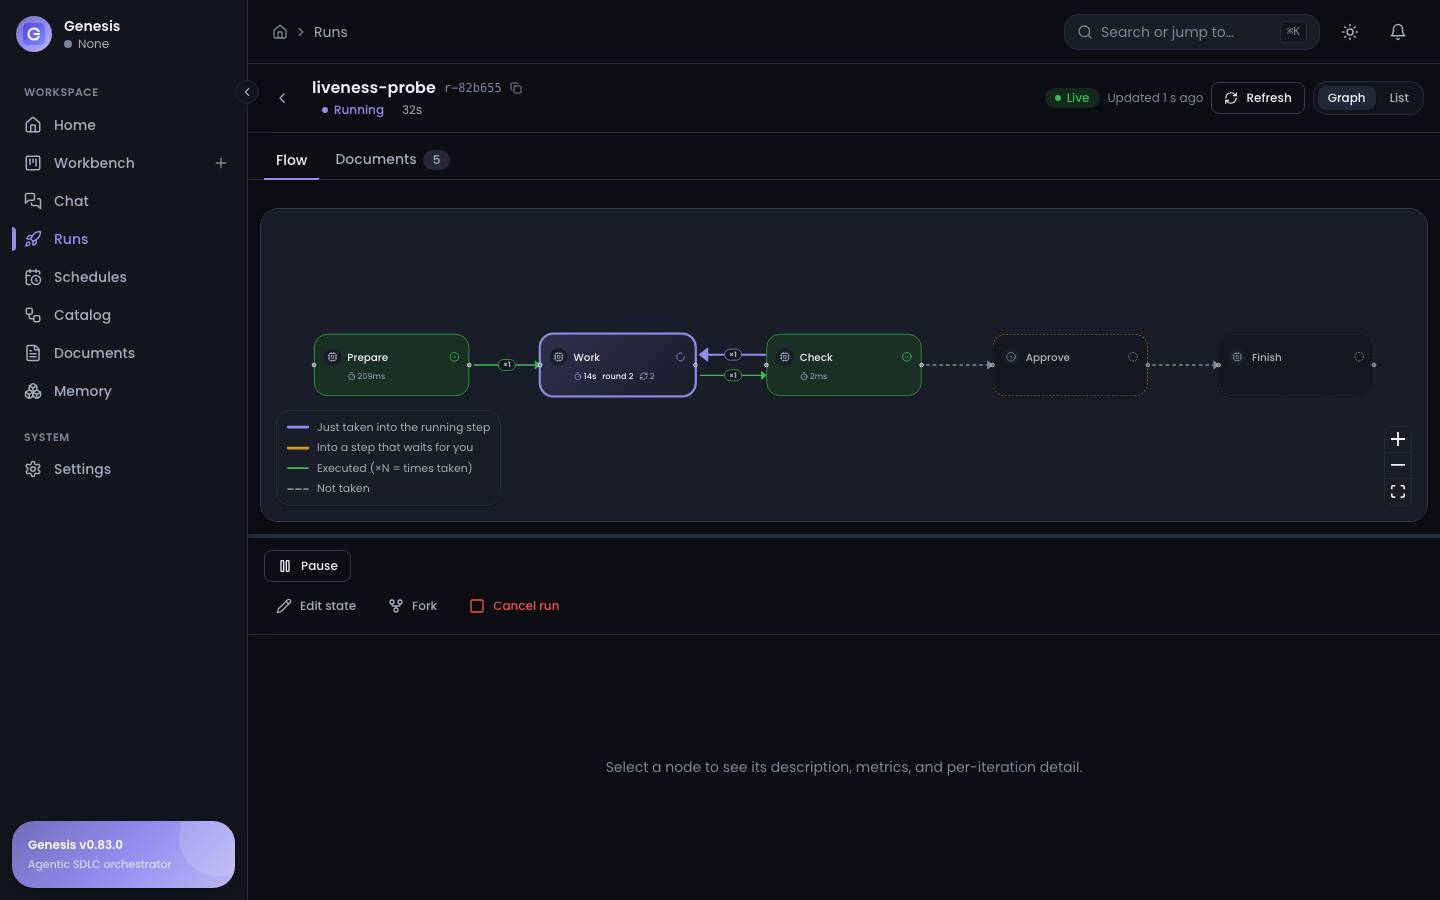 Genesis
None
WORKSPACE
Home
Workbench
Chat
Runs
Schedules
Catalog
Documents
Memory
SYSTEM
Settings
Genesis v0.83.0
Agentic SDLC orchestrator
Runs
Search or jump to...
⌘K
liveness-probe r-82b655
Running 32s
Live Updated 1 s ago Refresh Graph List
Flow Documents 5
Prepare
209ms
×1
Work
14s round 2 2
×1
×1
Check
2ms
Approve
Finish
Just taken into the running step
Into a step that waits for you
Executed (×N = times taken)
Not taken
Pause
Edit state Fork Cancel run
Select a node to see its description, metrics, and per-iteration detail.